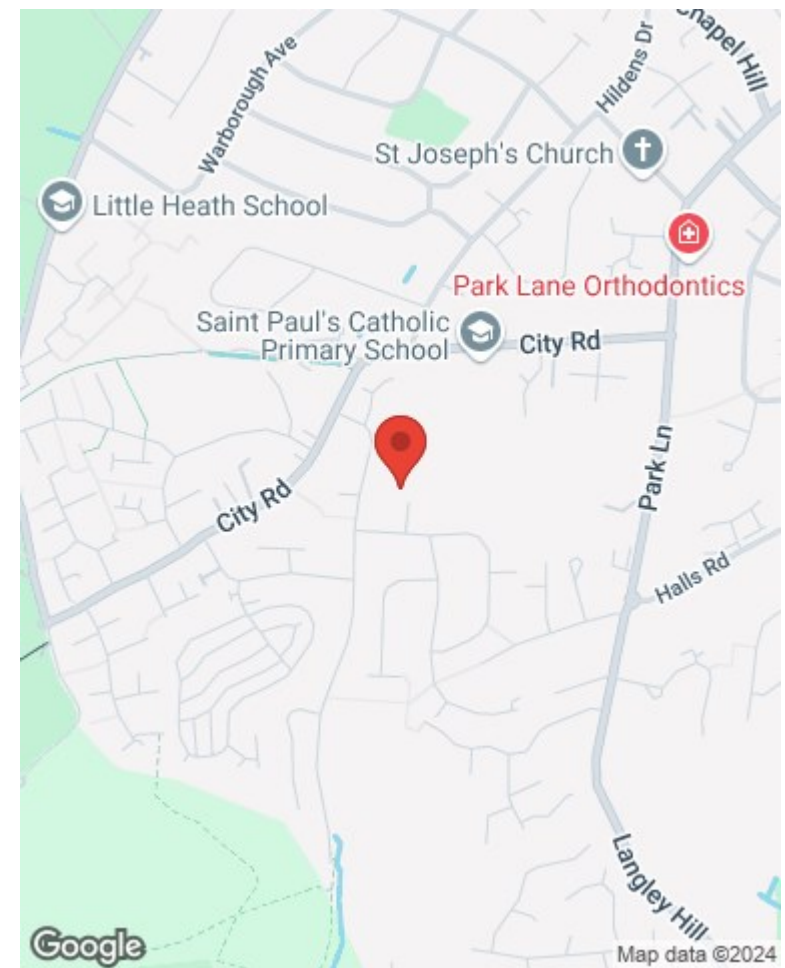 Chapel Hill
Warborough Ave
Hildens Dr
St Joseph's Church
Little Heath School
Park Lane Orthodontics
Saint Paul's Catholic
Primary School
City Rd
Park Ln
City Rd
Halls Rd
Langley Hill
Google
Map data ©2024